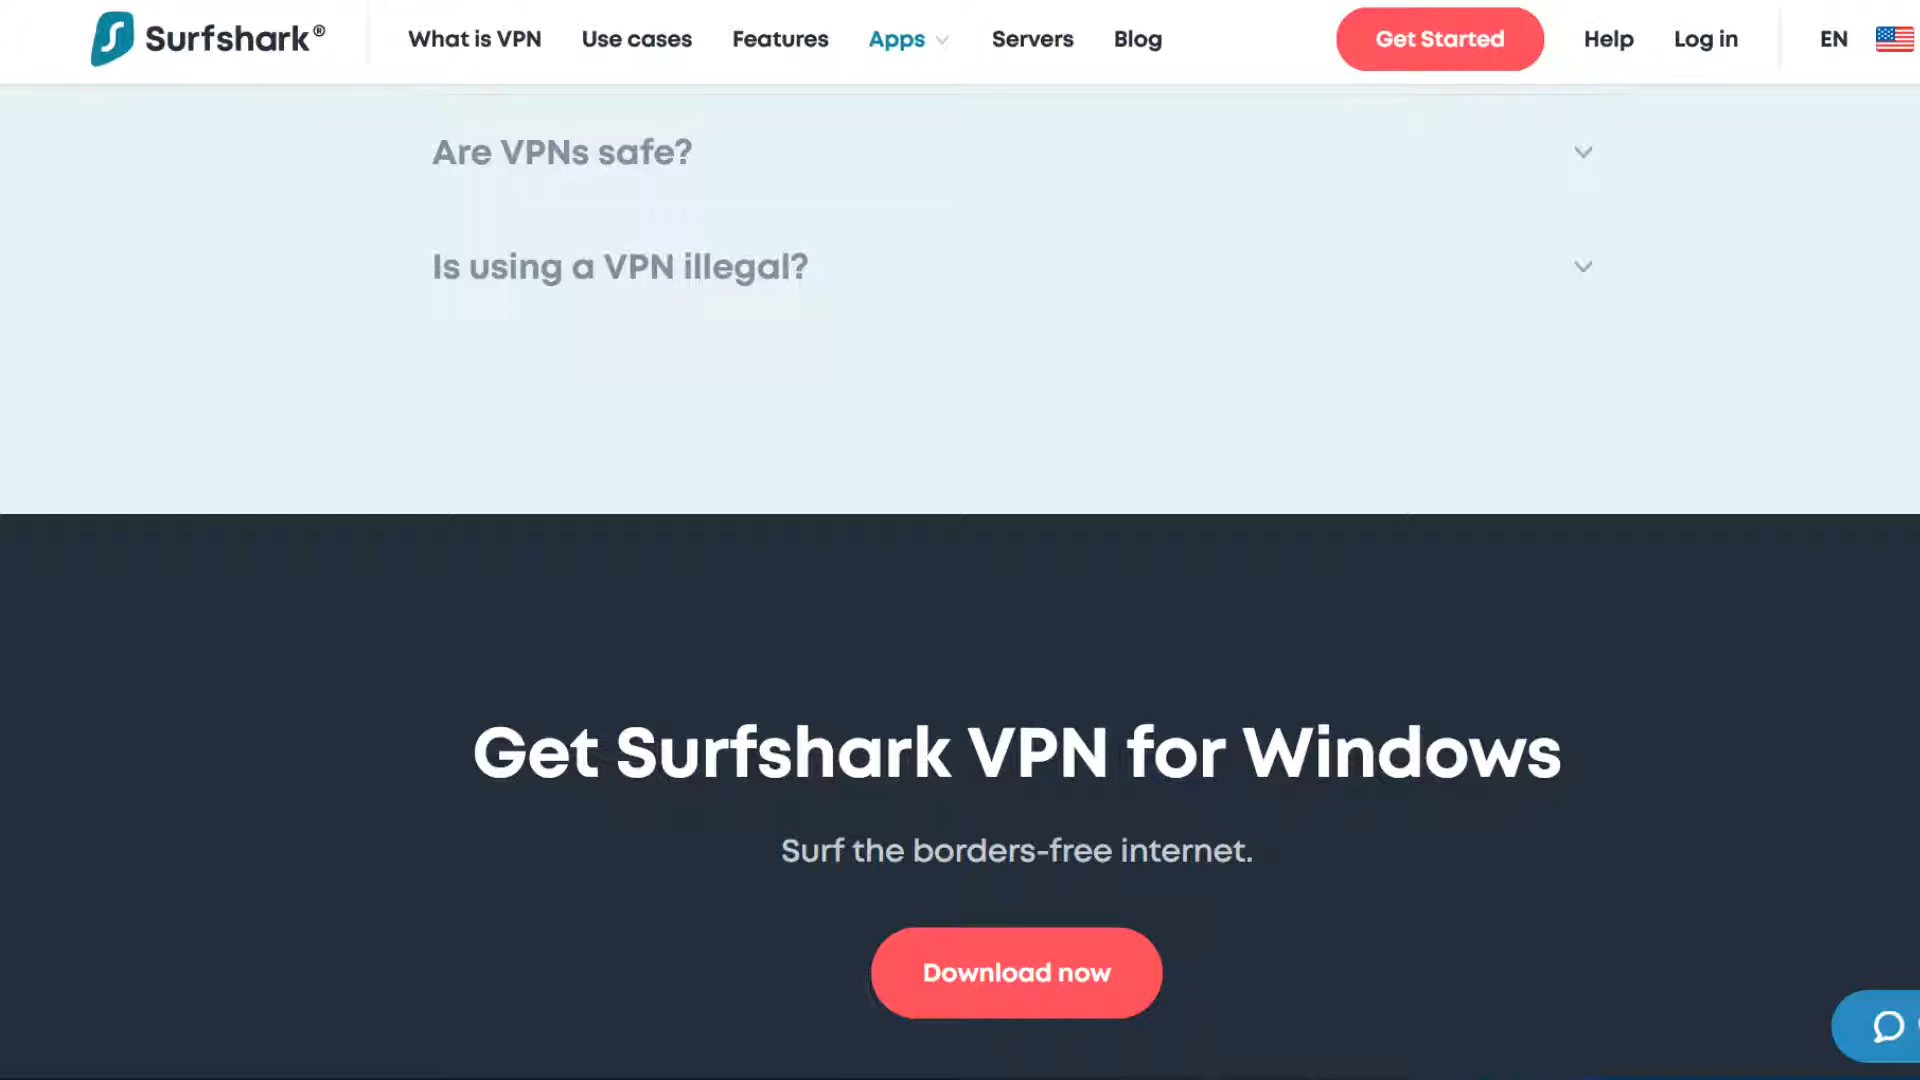 Surfshark®
What is VPN
Use cases
Features
Apps
Servers
Blog
Get Started
Help
Log in
EN
Are VPNs safe?
Is using a VPN illegal?
Get Surfshark VPN for Windows
Surf the borders-free internet.
Download now